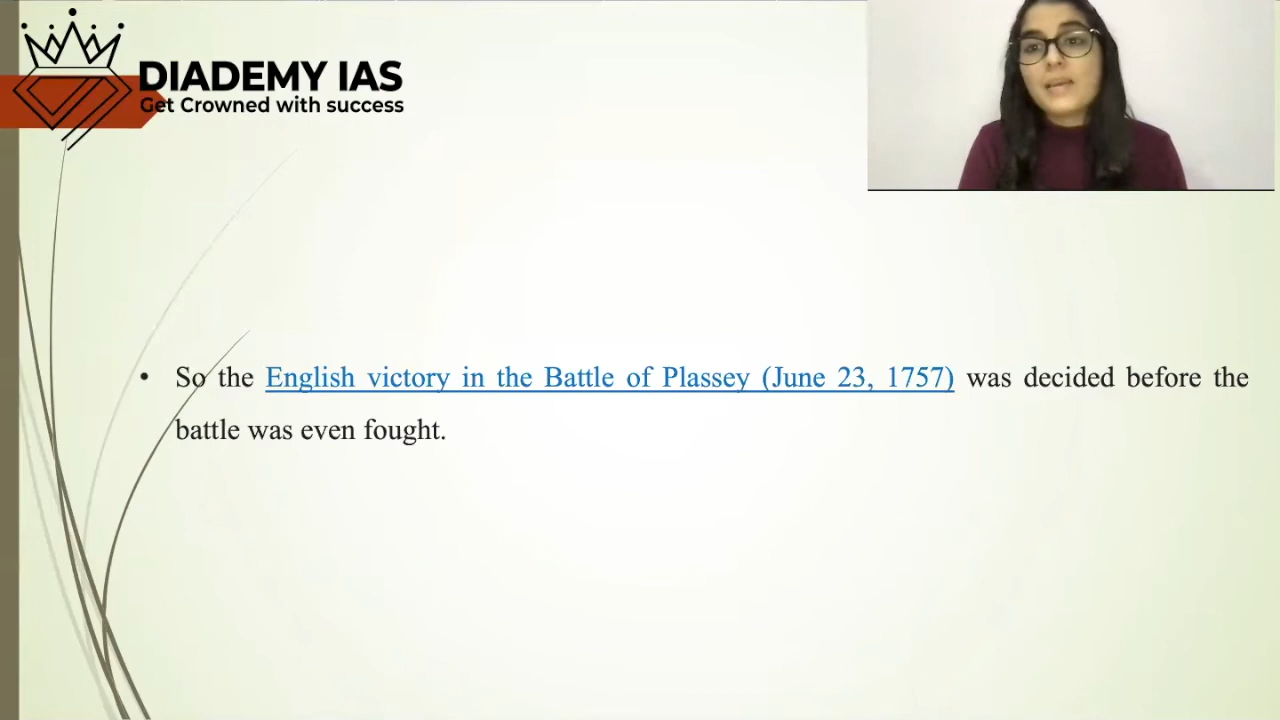 DIADEMY IAS
Get Crowned with success
• So the English victory in the Battle of Plassey (June 23, 1757) was decided before the
battle was even fought.